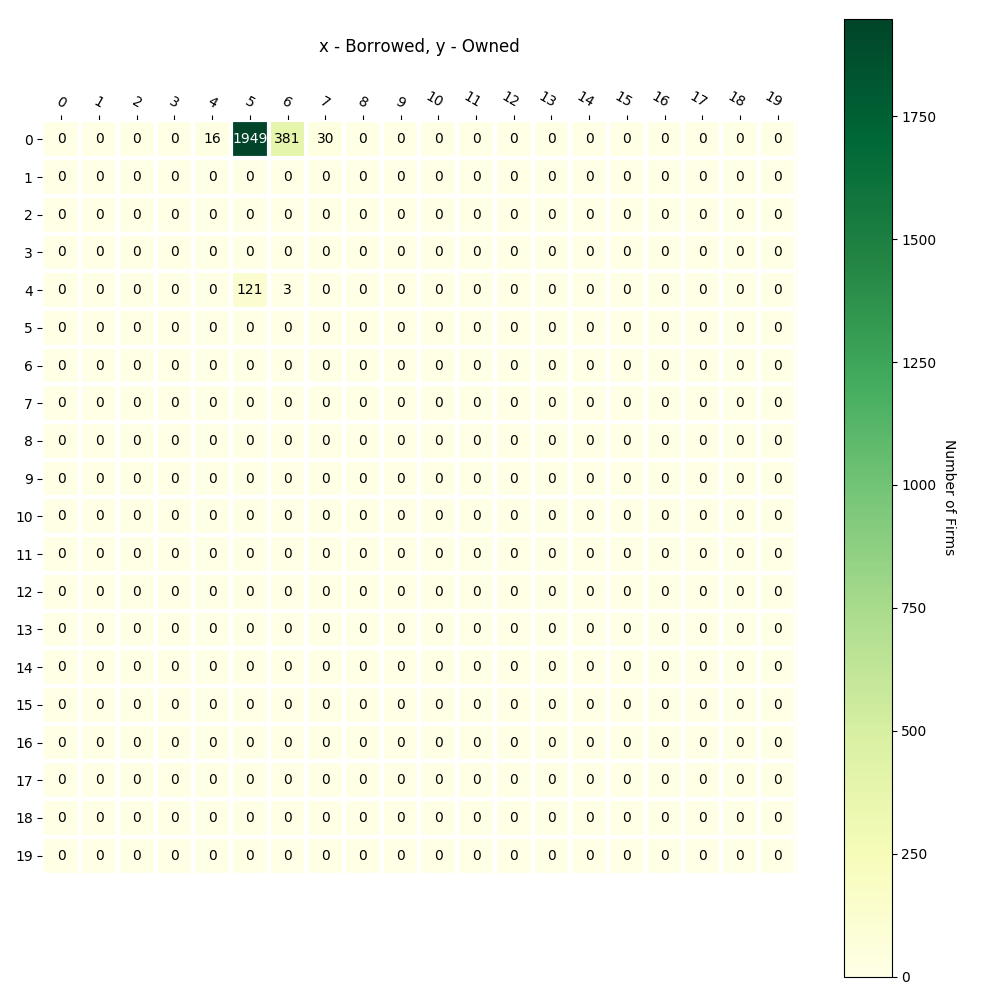 x - Borrowed, y - Owned
0 1 2 3 4 5 6 7 8 9 10 11 12 13 14 15 16 17 18 19
0 0 0 0 0 16 1949 381 30 0 0 0 0 0 0 0 0 0 0 0 0
1 0 0 0 0 0 0 0 0 0 0 0 0 0 0 0 0 0 0 0 0
2 0 0 0 0 0 0 0 0 0 0 0 0 0 0 0 0 0 0 0 0
3 0 0 0 0 0 0 0 0 0 0 0 0 0 0 0 0 0 0 0 0
4 0 0 0 0 0 121 3 0 0 0 0 0 0 0 0 0 0 0 0 0
5 0 0 0 0 0 0 0 0 0 0 0 0 0 0 0 0 0 0 0 0
6 0 0 0 0 0 0 0 0 0 0 0 0 0 0 0 0 0 0 0 0
7 0 0 0 0 0 0 0 0 0 0 0 0 0 0 0 0 0 0 0 0
8 0 0 0 0 0 0 0 0 0 0 0 0 0 0 0 0 0 0 0 0
9 0 0 0 0 0 0 0 0 0 0 0 0 0 0 0 0 0 0 0 0
10 0 0 0 0 0 0 0 0 0 0 0 0 0 0 0 0 0 0 0 0
11 0 0 0 0 0 0 0 0 0 0 0 0 0 0 0 0 0 0 0 0
12 0 0 0 0 0 0 0 0 0 0 0 0 0 0 0 0 0 0 0 0
13 0 0 0 0 0 0 0 0 0 0 0 0 0 0 0 0 0 0 0 0
14 0 0 0 0 0 0 0 0 0 0 0 0 0 0 0 0 0 0 0 0
15 0 0 0 0 0 0 0 0 0 0 0 0 0 0 0 0 0 0 0 0
16 0 0 0 0 0 0 0 0 0 0 0 0 0 0 0 0 0 0 0 0
17 0 0 0 0 0 0 0 0 0 0 0 0 0 0 0 0 0 0 0 0
18 0 0 0 0 0 0 0 0 0 0 0 0 0 0 0 0 0 0 0 0
19 0 0 0 0 0 0 0 0 0 0 0 0 0 0 0 0 0 0 0 0
1750
1500
1250
1000
750
500
250
0
Number of Firms